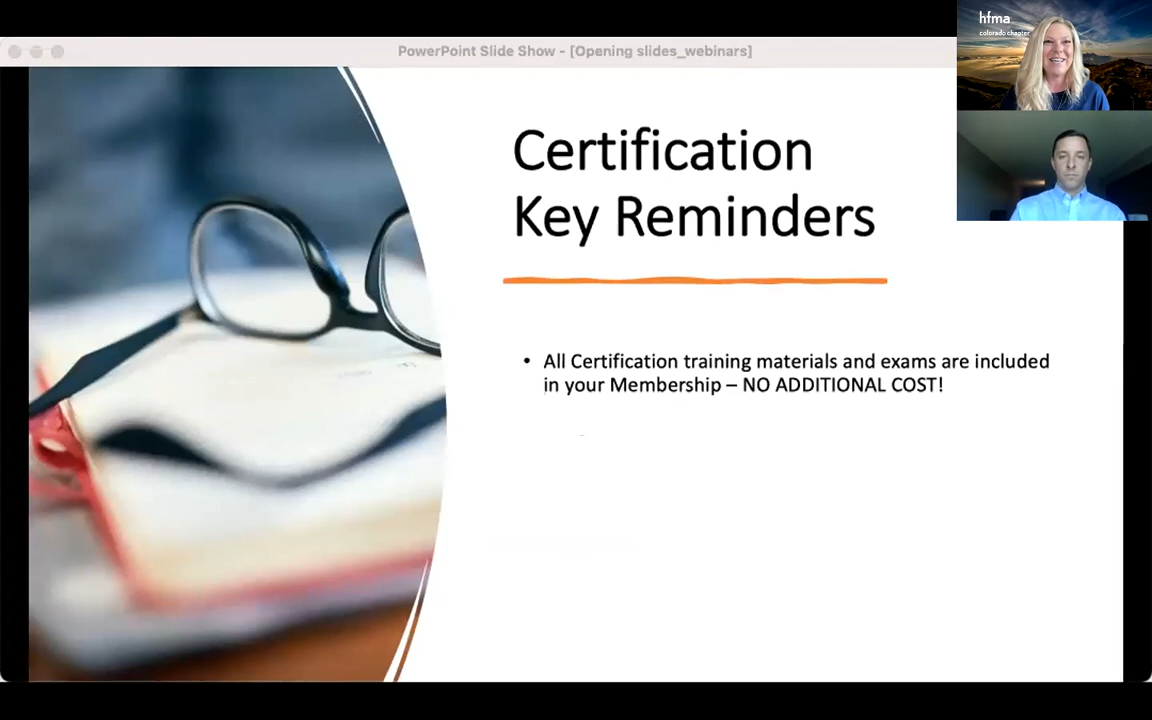 PowerPoint Slide Show - [Opening slides_webinars]
hfma
colorado chapter
Certification
Key Reminders
• All Certification training materials and exams are included
in your Membership – NO ADDITIONAL COST!